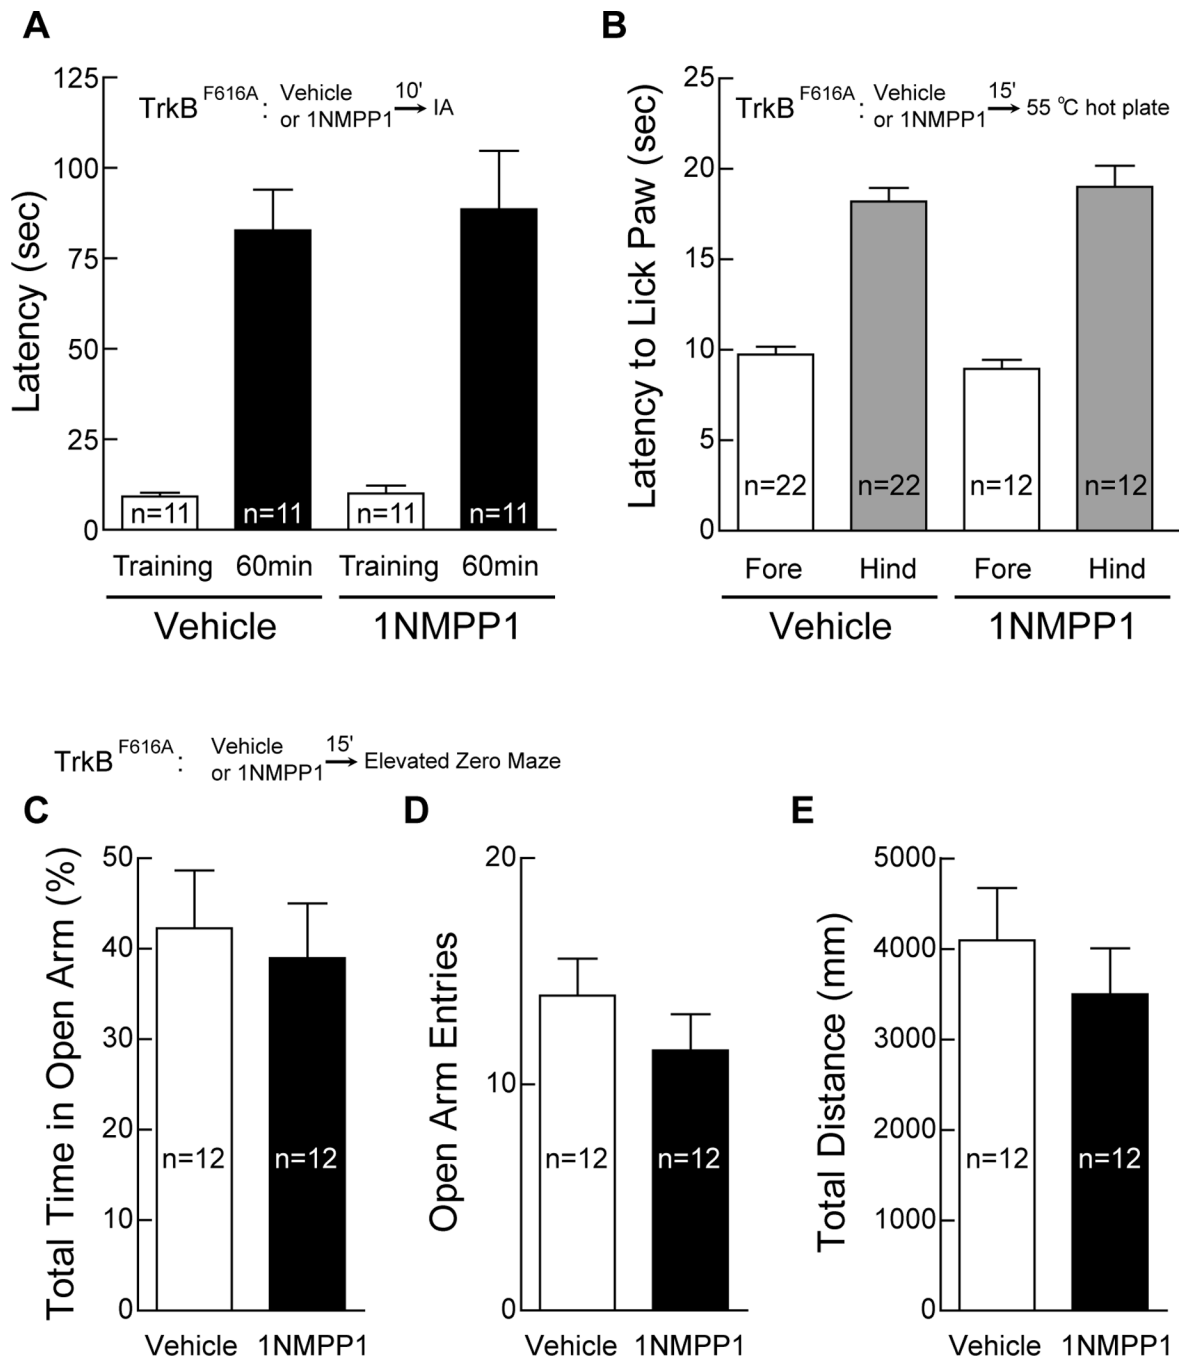 A
TrkB F616A : Vehicle or 1NMPP1 10' IA
Latency (sec)
125
100
75
50
25
0
n=11 n=11 n=11 n=11
Training 60min Training 60min
Vehicle 1NMPP1
B
TrkB F616A : Vehicle or 1NMPP1 15' 55 °C hot plate
Latency to Lick Paw (sec)
25
20
15
10
5
0
n=22 n=22 n=12 n=12
Fore Hind Fore Hind
Vehicle 1NMPP1
TrkB F616A : Vehicle or 1NMPP1 15' Elevated Zero Maze
C
Total Time in Open Arm (%)
50
40
30
20
10
0
n=12 n=12
Vehicle 1NMPP1
D
Open Arm Entries
20
10
0
n=12 n=12
Vehicle 1NMPP1
E
Total Distance (mm)
5000
4000
3000
2000
1000
0
n=12 n=12
Vehicle 1NMPP1